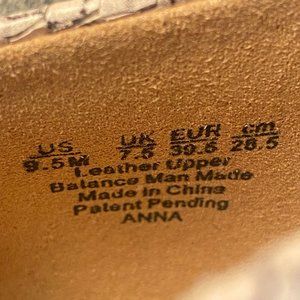 US UK EUR cm
9.5M 7.5 39.5 26.5
Leather Upper
Balance Man Made
Made In China
Patent Pending
ANNA